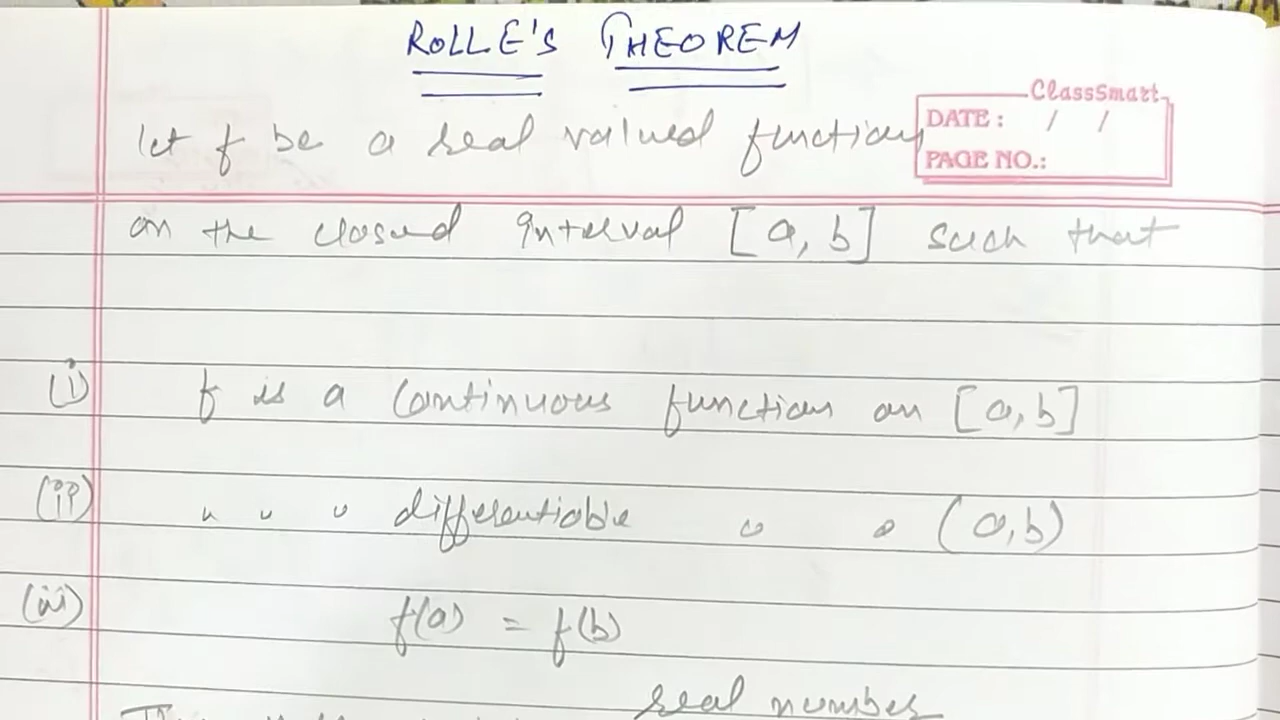 ROLLE'S THEOREM
ClassSmart
DATE: / /
PAGE NO.:
let f be a real valued function
on the closed interval [a, b] such that
(i) f is a continuous function on [a, b]
(ii) " " " differentiable " " (a, b)
(iii) f(a) = f(b)
real number